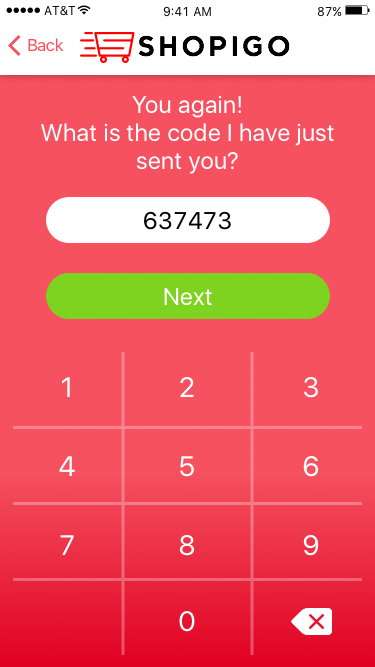 AT&T 9:41 AM 87%
Back SHOPIGO
You again!
What is the code I have just
sent you?
637473
Next
1 2 3
4 5 6
7 8 9
0